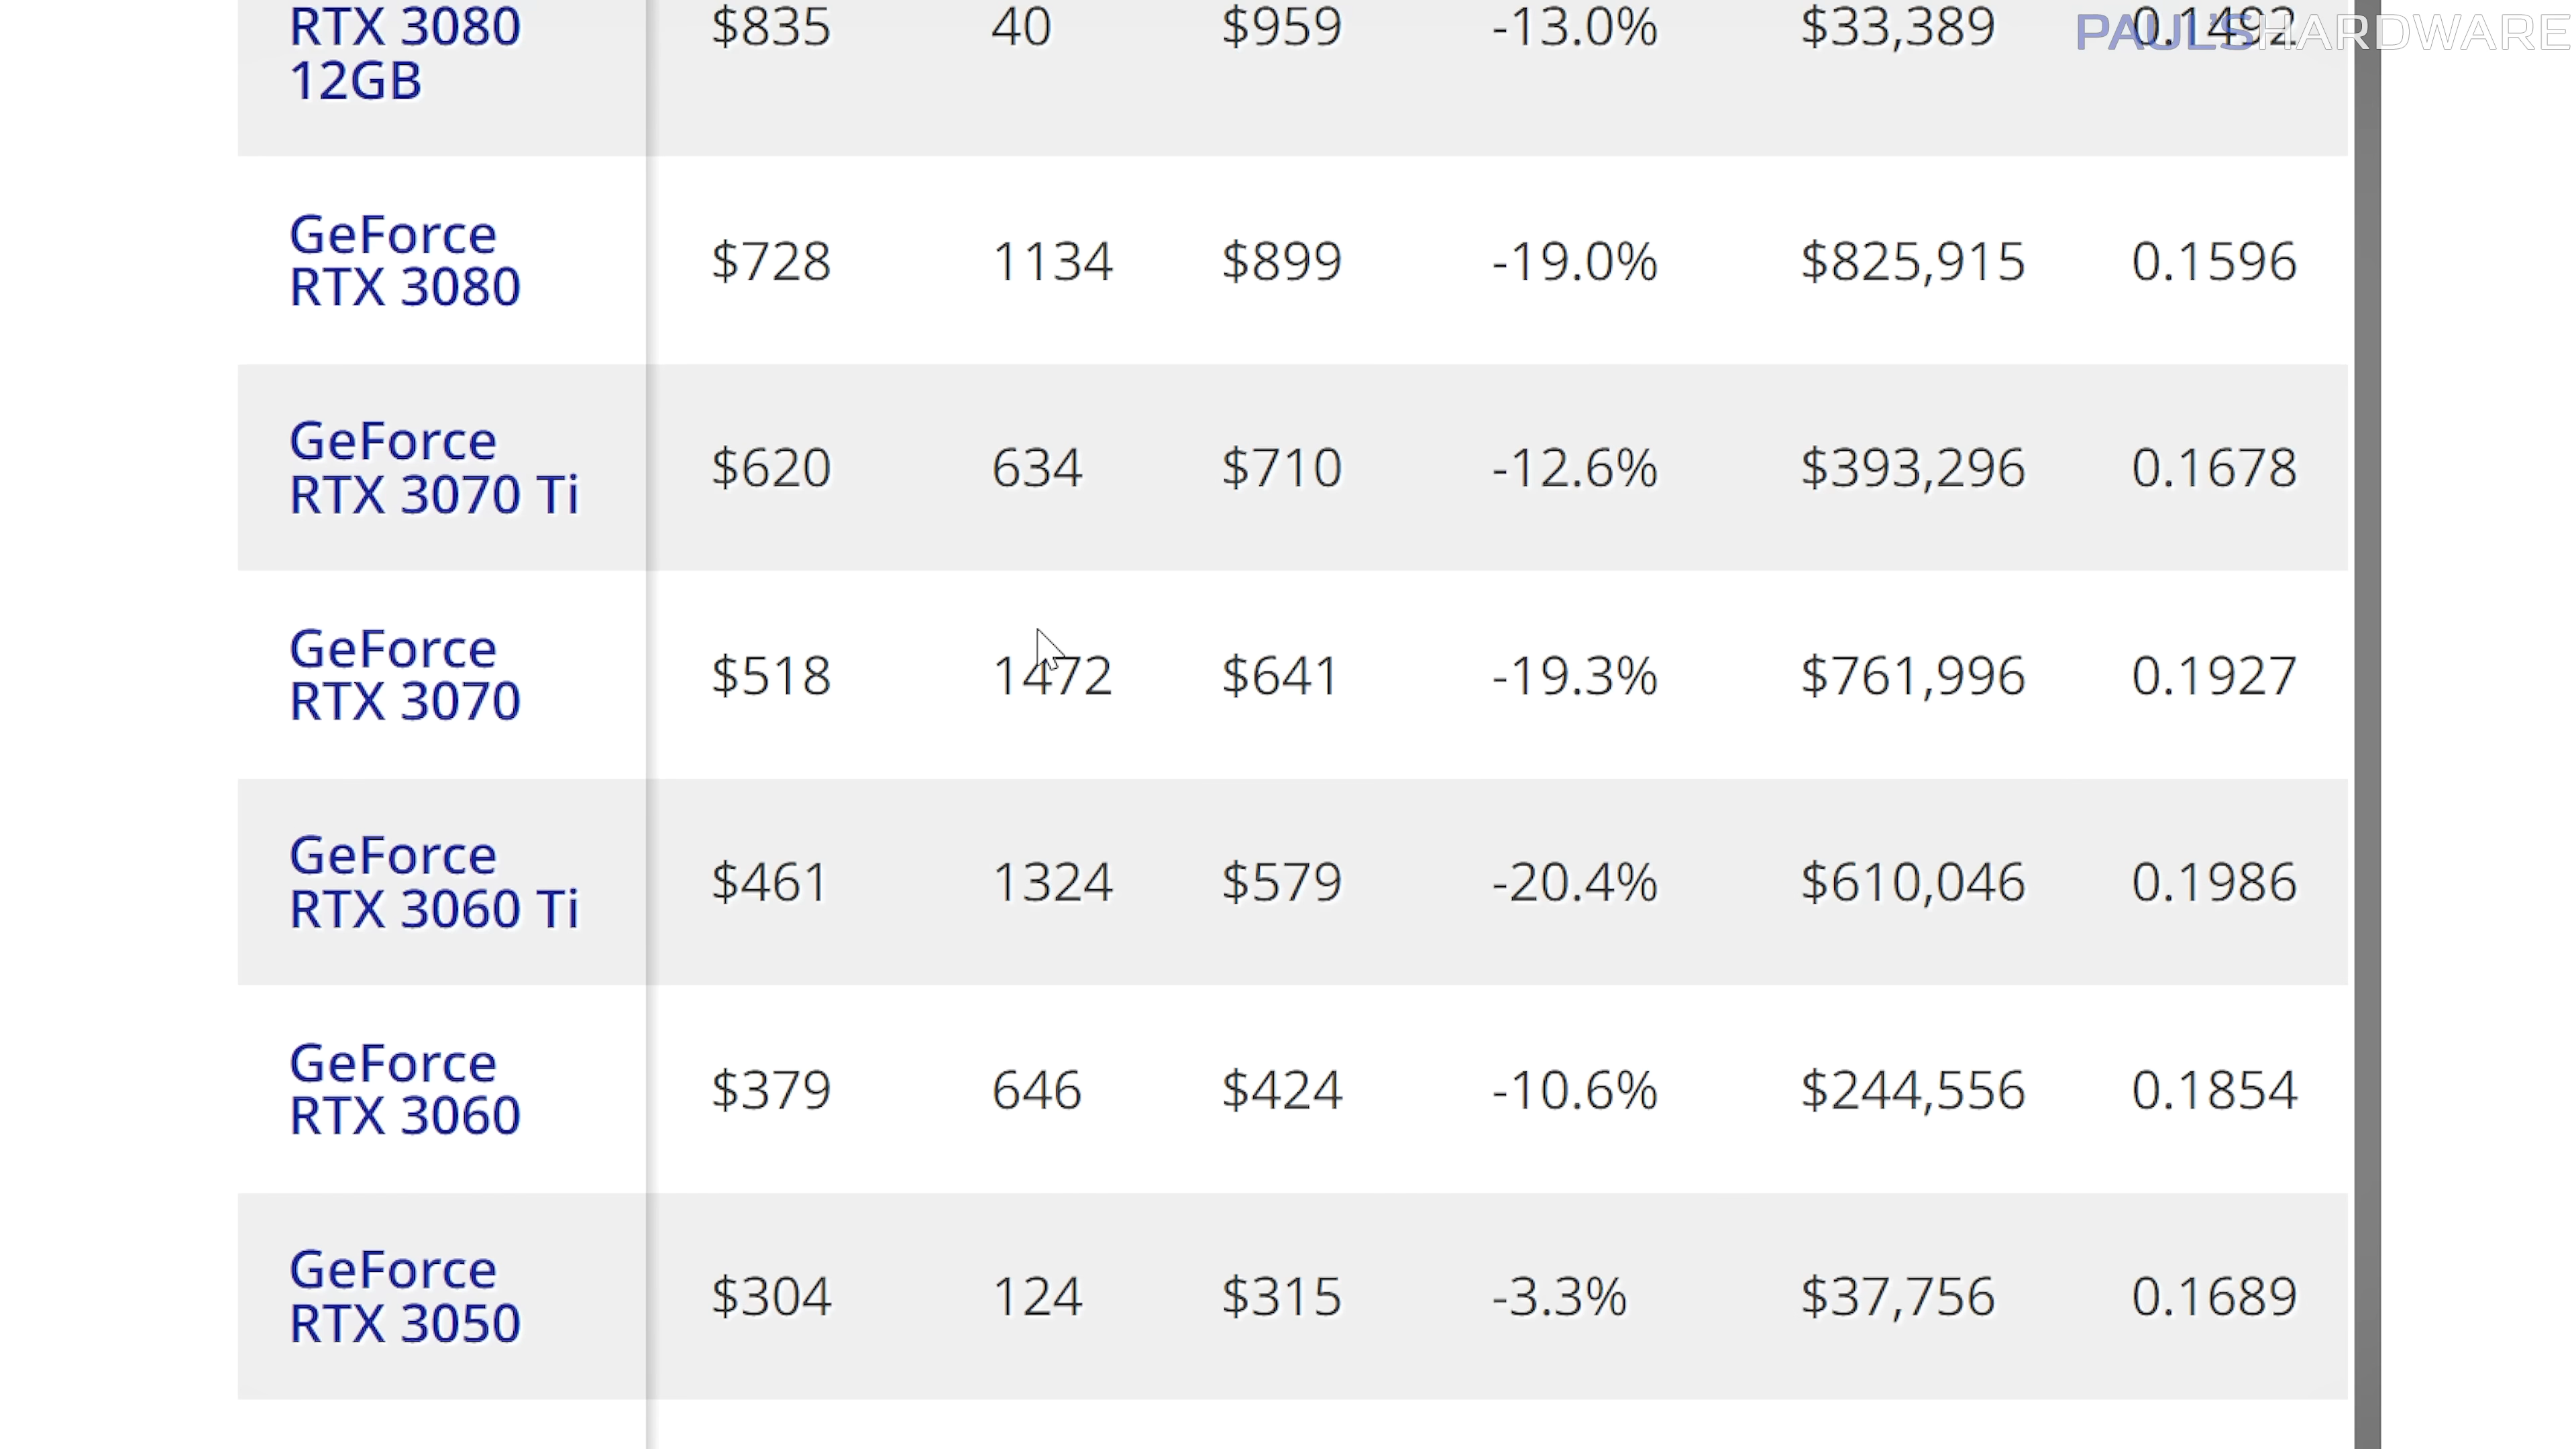 RTX 3080 $835 40 $959 -13.0% $33,389 0.1492 PAUL'SHARDWARE
12GB
GeForce
RTX 3080 $728 1134 $899 -19.0% $825,915 0.1596
GeForce
RTX 3070 Ti $620 634 $710 -12.6% $393,296 0.1678
GeForce
RTX 3070 $518 1472 $641 -19.3% $761,996 0.1927
GeForce
RTX 3060 Ti $461 1324 $579 -20.4% $610,046 0.1986
GeForce
RTX 3060 $379 646 $424 -10.6% $244,556 0.1854
GeForce
RTX 3050 $304 124 $315 -3.3% $37,756 0.1689